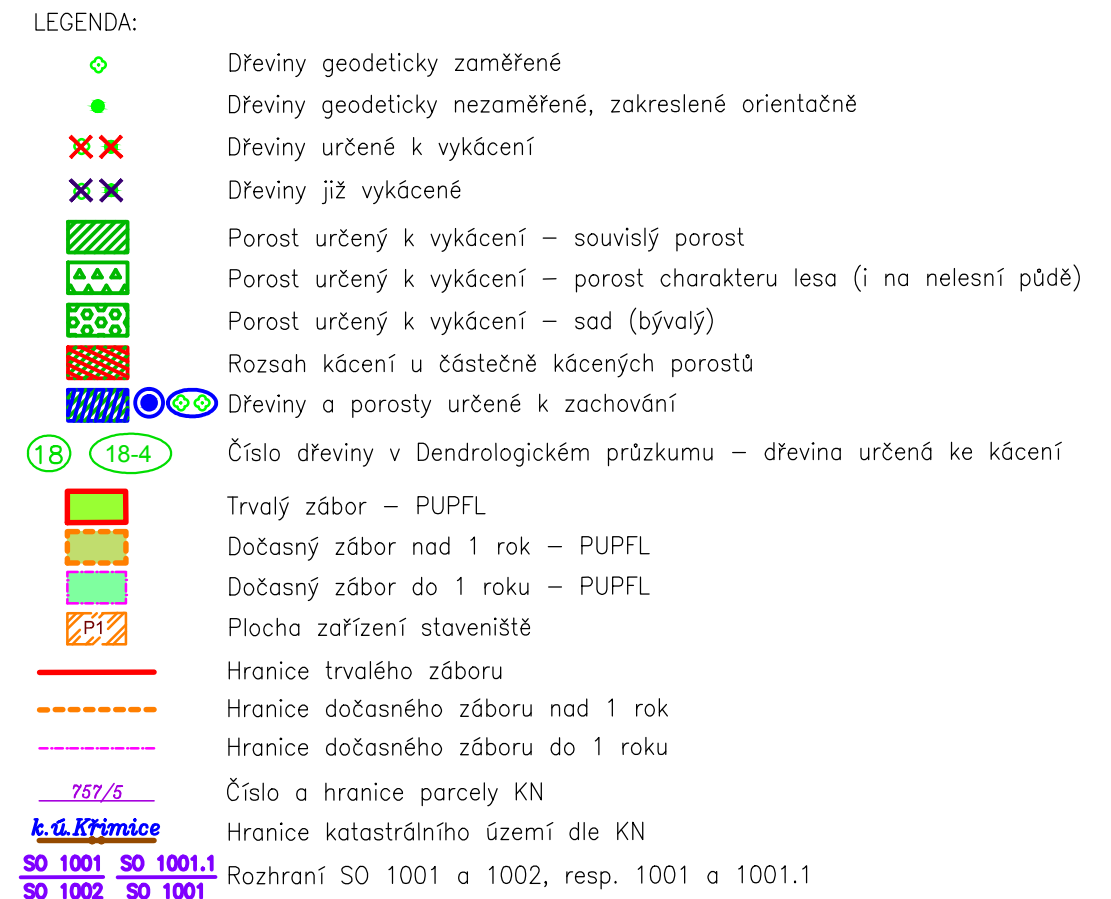 LEGENDA:
Dřeviny geodeticky zaměřené
Dřeviny geodeticky nezaměřené, zakreslené orientačně
Dřeviny určené k vykácení
Dřeviny již vykácené
Porost určený k vykácení – souvislý porost
Porost určený k vykácení – porost charakteru lesa (i na nelesní půdě)
Porost určený k vykácení – sad (bývalý)
Rozsah kácení u částečně kácených porostů
Dřeviny a porosty určené k zachování
18 18-4 Číslo dřeviny v Dendrologickém průzkumu – dřevina určená ke kácení
Trvalý zábor – PUPFL
Dočasný zábor nad 1 rok – PUPFL
Dočasný zábor do 1 roku – PUPFL
P1 Plocha zařízení staveniště
Hranice trvalého záboru
Hranice dočasného záboru nad 1 rok
Hranice dočasného záboru do 1 roku
757/5 Číslo a hranice parcely KN
k.ú.Křimice Hranice katastrálního území dle KN
SO 1001 SO 1001.1
SO 1002 SO 1001
Rozhraní SO 1001 a 1002, resp. 1001 a 1001.1